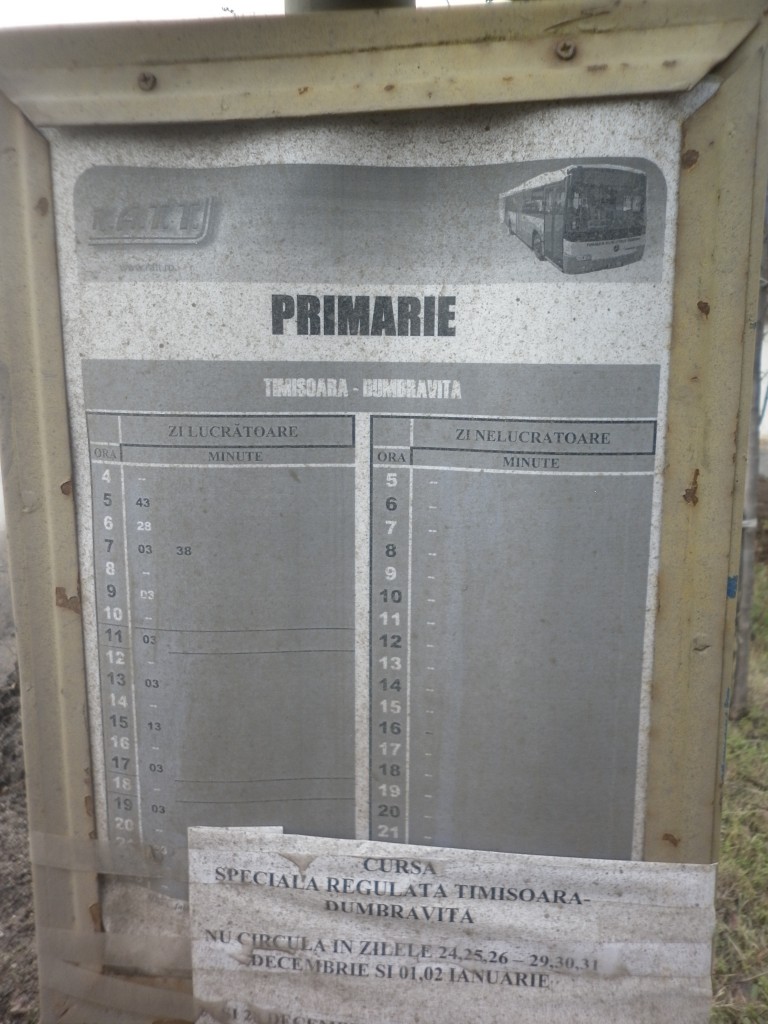 RATT
PRIMARIE
TIMISOARA - DUMBRAVITA
ZI LUCRĂTOARE
ORA MINUTE
4 --
5 43
6 28
7 03 38
8 --
9 03
10 --
11 03
12 --
13 03
14 --
15 13
16 --
17 03
18 --
19 03
20 --
ZI NELUCRATOARE
ORA MINUTE
5 --
6 --
7 --
8 --
9 --
10 --
11 --
12 --
13 --
14 --
15 --
16 --
17 --
18 --
19 --
20 --
21 --
CURSA
SPECIALA REGULATA TIMISOARA-
DUMBRAVITA
NU CIRCULA IN ZILELE 24,25,26 – 29,30,31
DECEMBRIE SI 01,02 IANUARIE